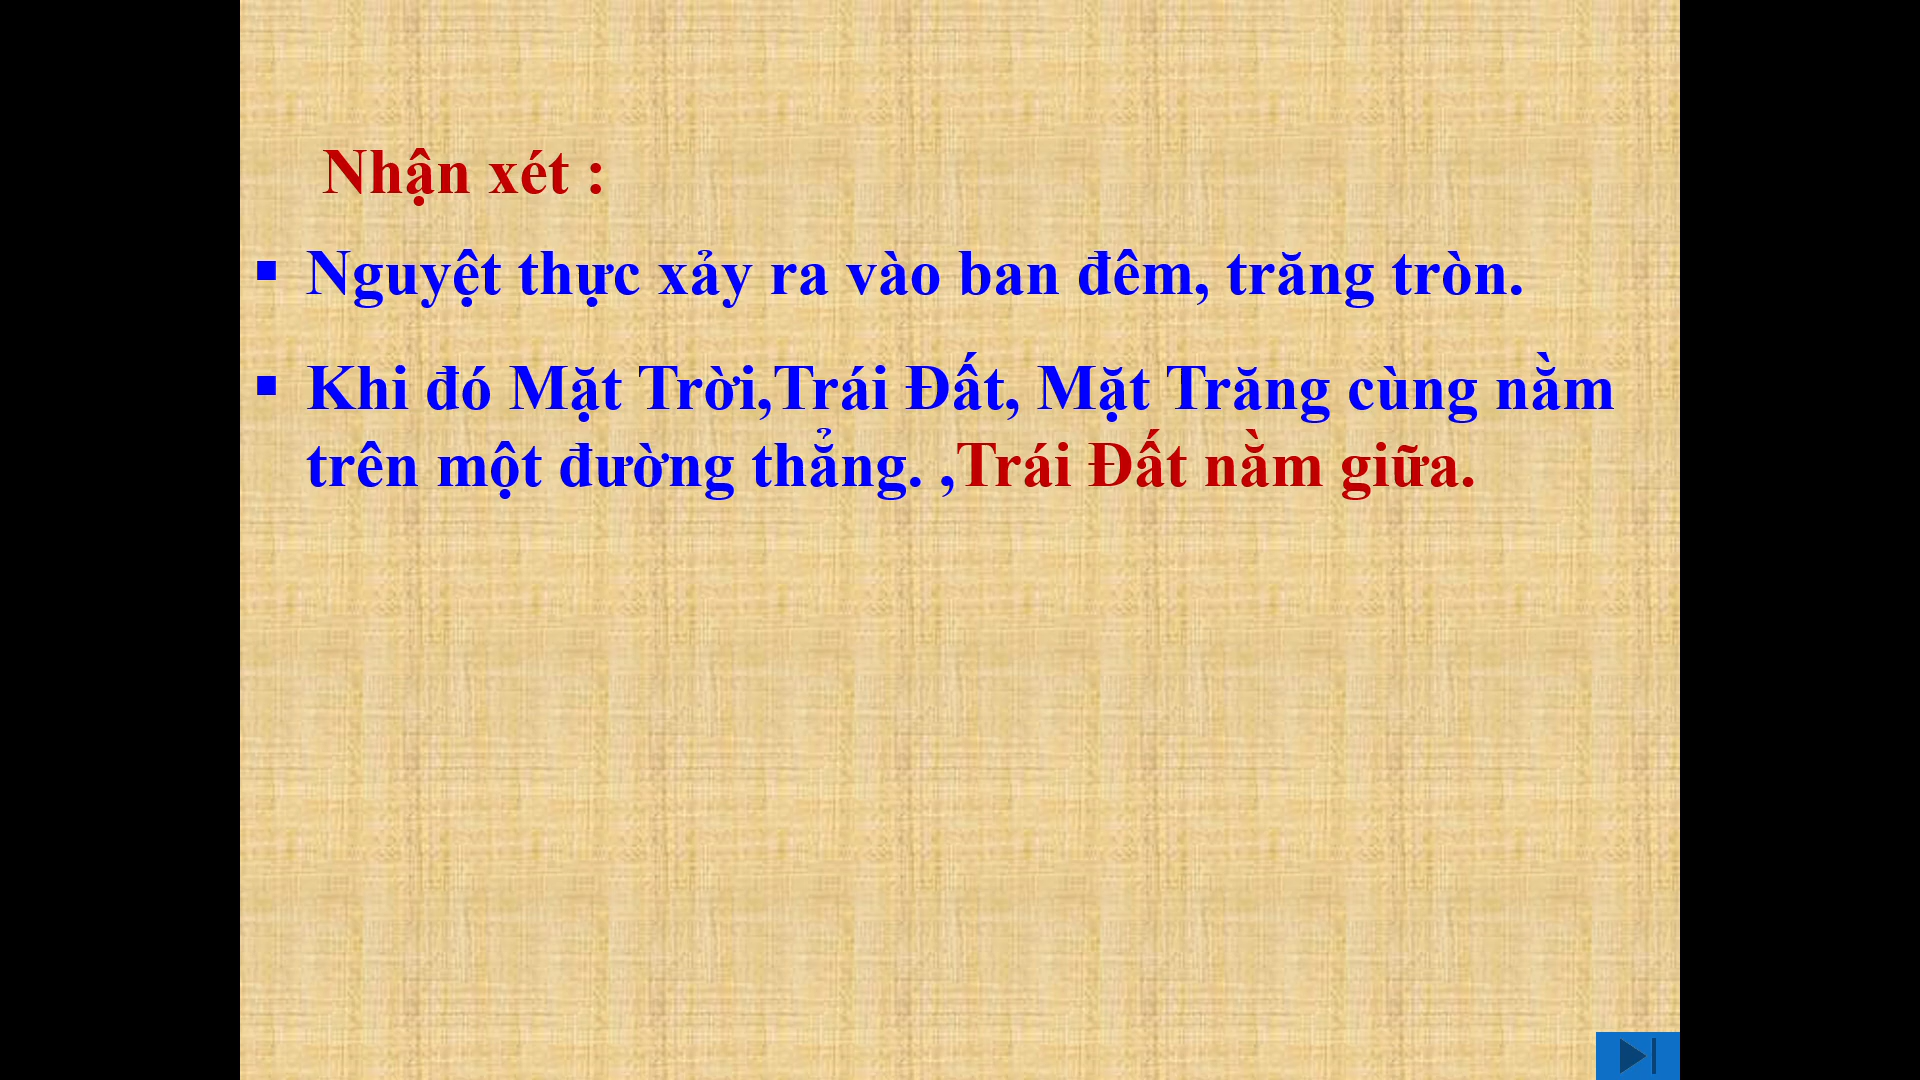 Nhận xét :
▪ Nguyệt thực xảy ra vào ban đêm, trăng tròn.
▪ Khi đó Mặt Trời,Trái Đất, Mặt Trăng cùng nằm
trên một đường thẳng. ,Trái Đất nằm giữa.